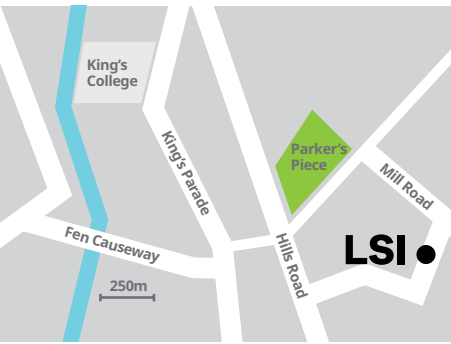 King's
College
King's Parade
Parker's
Piece
Mill Road
Fen Causeway
Hills Road
LSI
250m